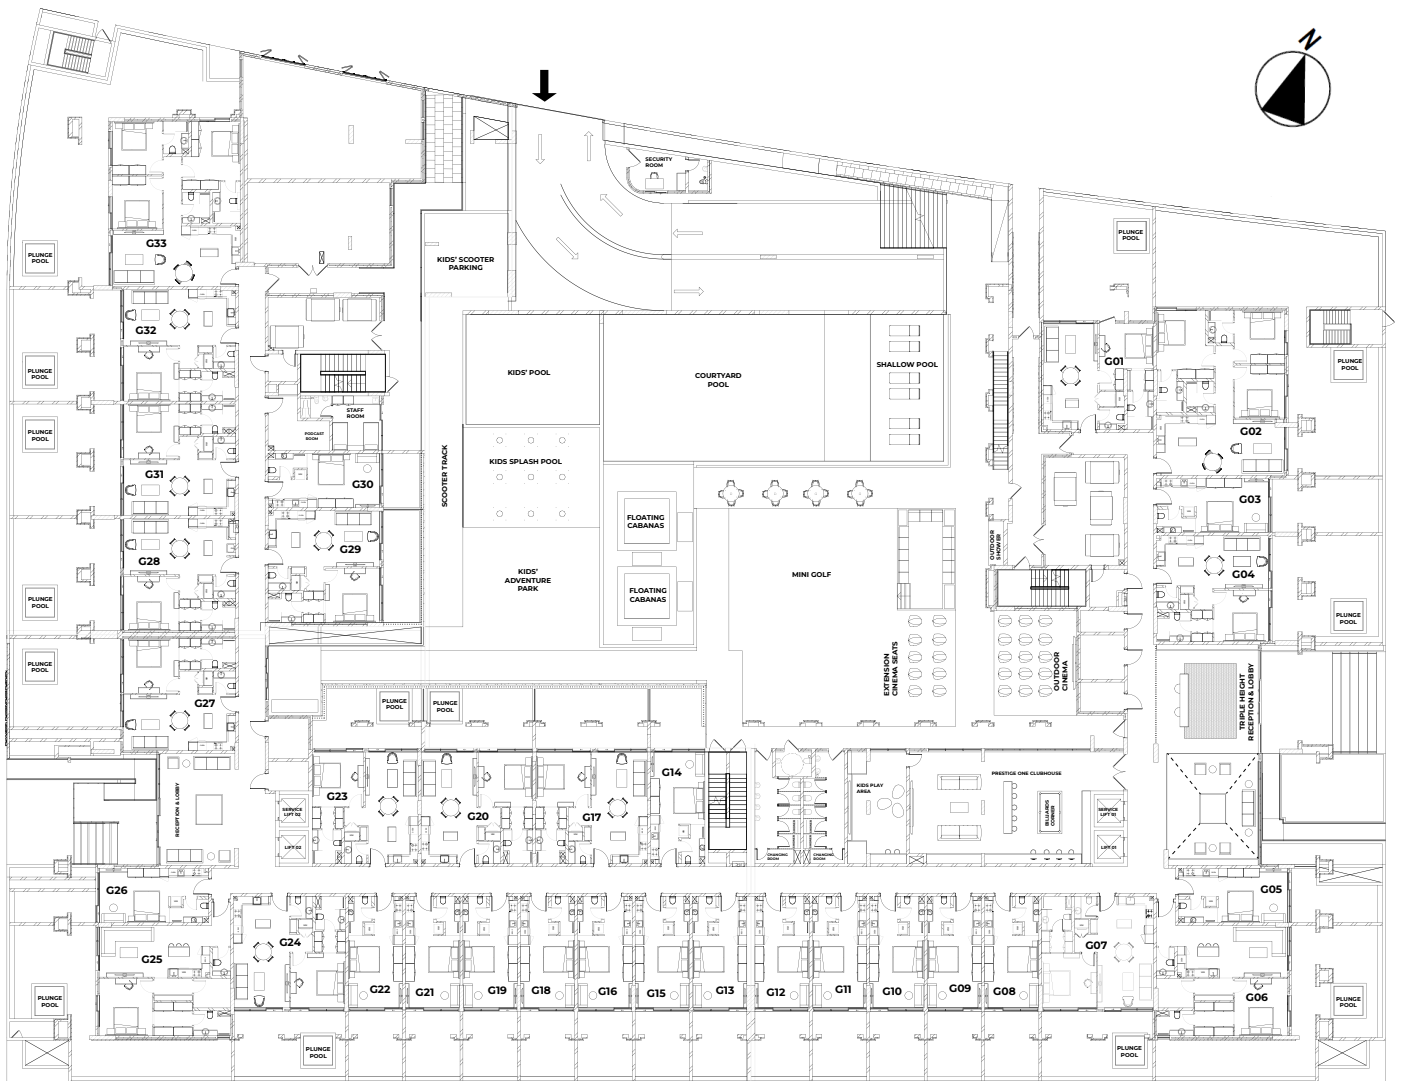 N
SECURITY
ROOM
G33
PLUNGE
POOL
KIDS' SCOOTER
PARKING
PLUNGE
POOL
G32
G01
PLUNGE
POOL
PLUNGE
POOL
KIDS' POOL
COURTYARD
POOL
SHALLOW POOL
STAFF
ROOM
PODCAST
ROOM
PLUNGE
POOL
G02
SCOOTER TRACK
KIDS SPLASH POOL
G31
G30
G03
FLOATING
CABANAS
G29
OUTDOOR
SHOWER
G28
KIDS'
ADVENTURE
PARK
MINI GOLF
G04
FLOATING
CABANAS
PLUNGE
POOL
PLUNGE
POOL
PLUNGE
POOL
EXTENSION
CINEMA SEATS
OUTDOOR
CINEMA
TRIPLE HEIGHT
RECEPTION & LOBBY
G27
PLUNGE
POOL
PLUNGE
POOL
G14
PRESTIGE ONE CLUBHOUSE
KIDS PLAY
AREA
G23
G20
G17
RECEPTION & LOBBY
SERVICE
LIFT 02
LIFT 02
BILLIARDS
CORNER
SERVICE
LIFT 01
LIFT 01
CHANGING
ROOM
CHANGING
ROOM
G26
G05
G24
G07
G25
G22
G21
G19
G18
G16
G15
G13
G12
G11
G10
G09
G08
G06
PLUNGE
POOL
PLUNGE
POOL
PLUNGE
POOL
PLUNGE
POOL